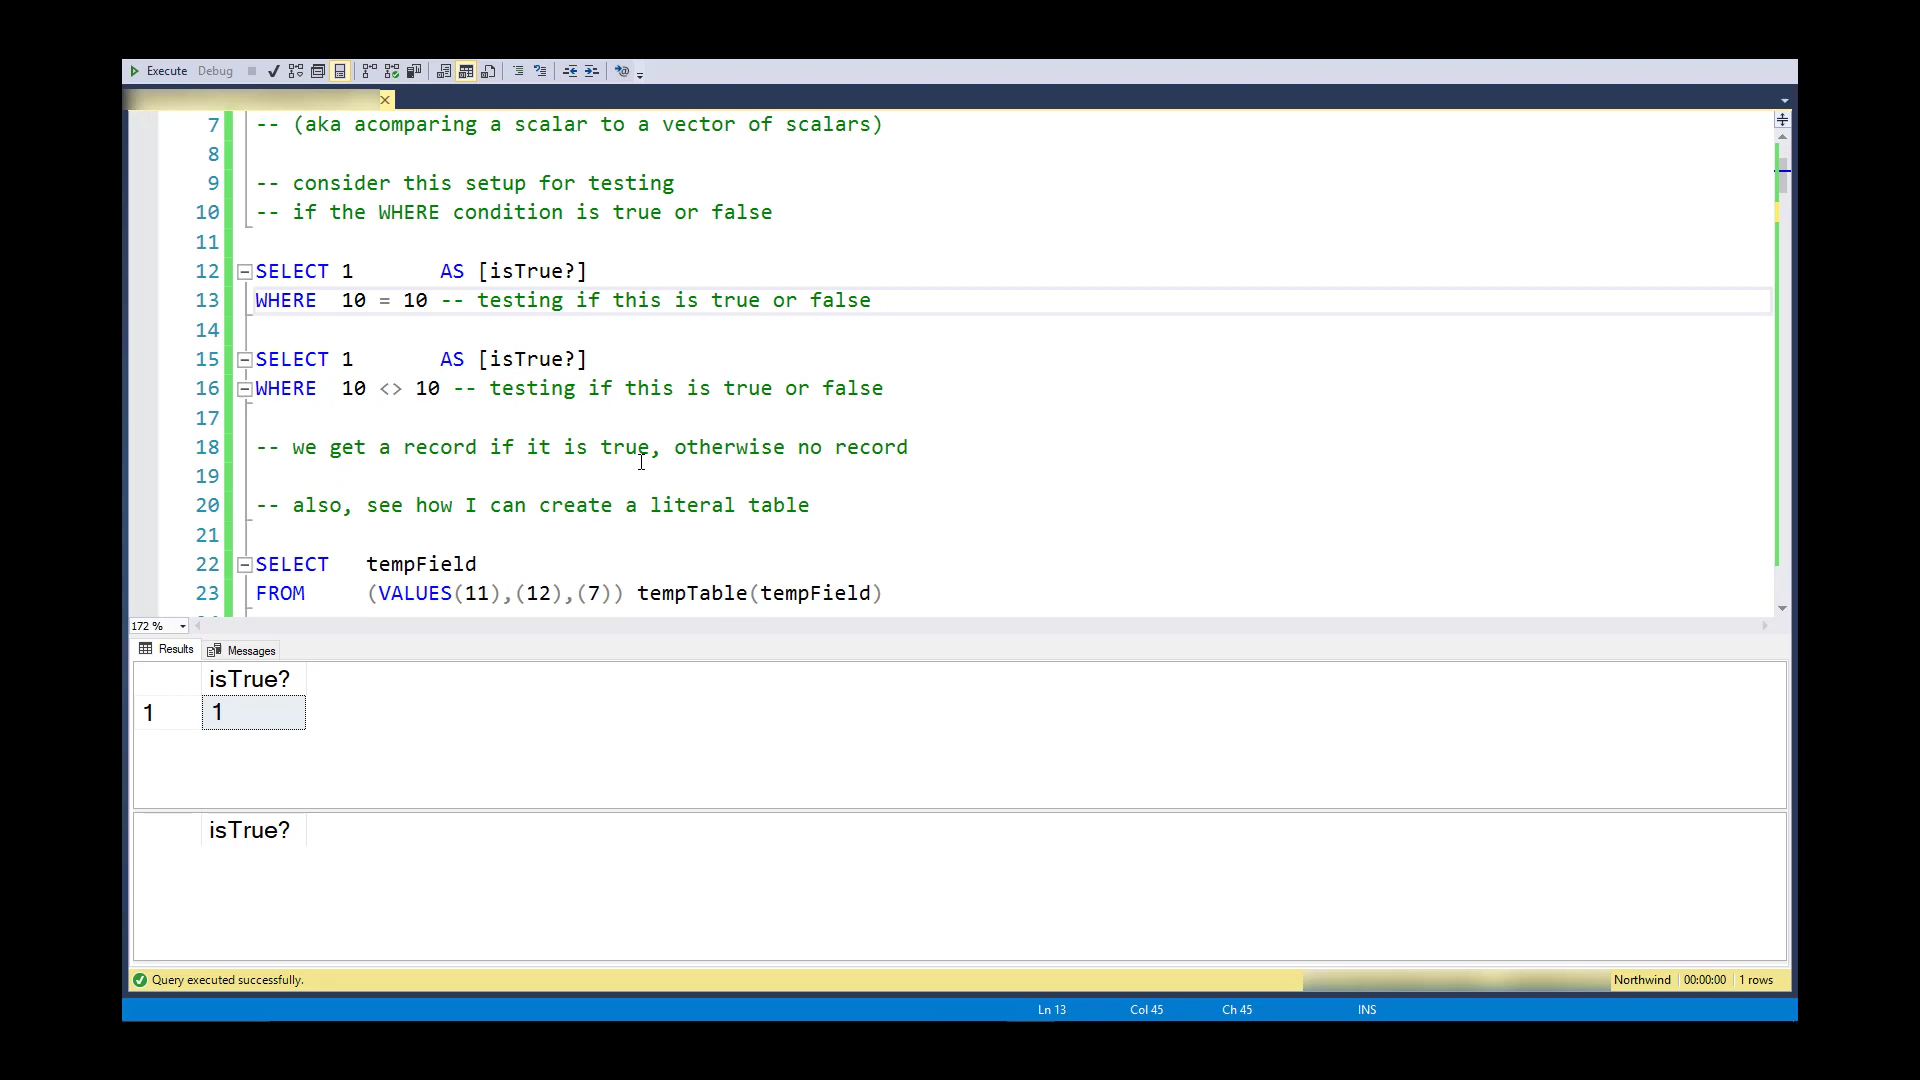 Execute Debug
7 -- (aka acomparing a scalar to a vector of scalars)
8
9 -- consider this setup for testing
10 -- if the WHERE condition is true or false
11
12 SELECT 1 AS [isTrue?]
13 WHERE 10 = 10 -- testing if this is true or false
14
15 SELECT 1 AS [isTrue?]
16 WHERE 10 <> 10 -- testing if this is true or false
17
18 -- we get a record if it is true, otherwise no record
19
20 -- also, see how I can create a literal table
21
22 SELECT tempField
23 FROM (VALUES(11),(12),(7)) tempTable(tempField)
172 %
Results Messages
isTrue?
1 1
isTrue?
Query executed successfully. Northwind 00:00:00 1 rows
Ln 13 Col 45 Ch 45 INS